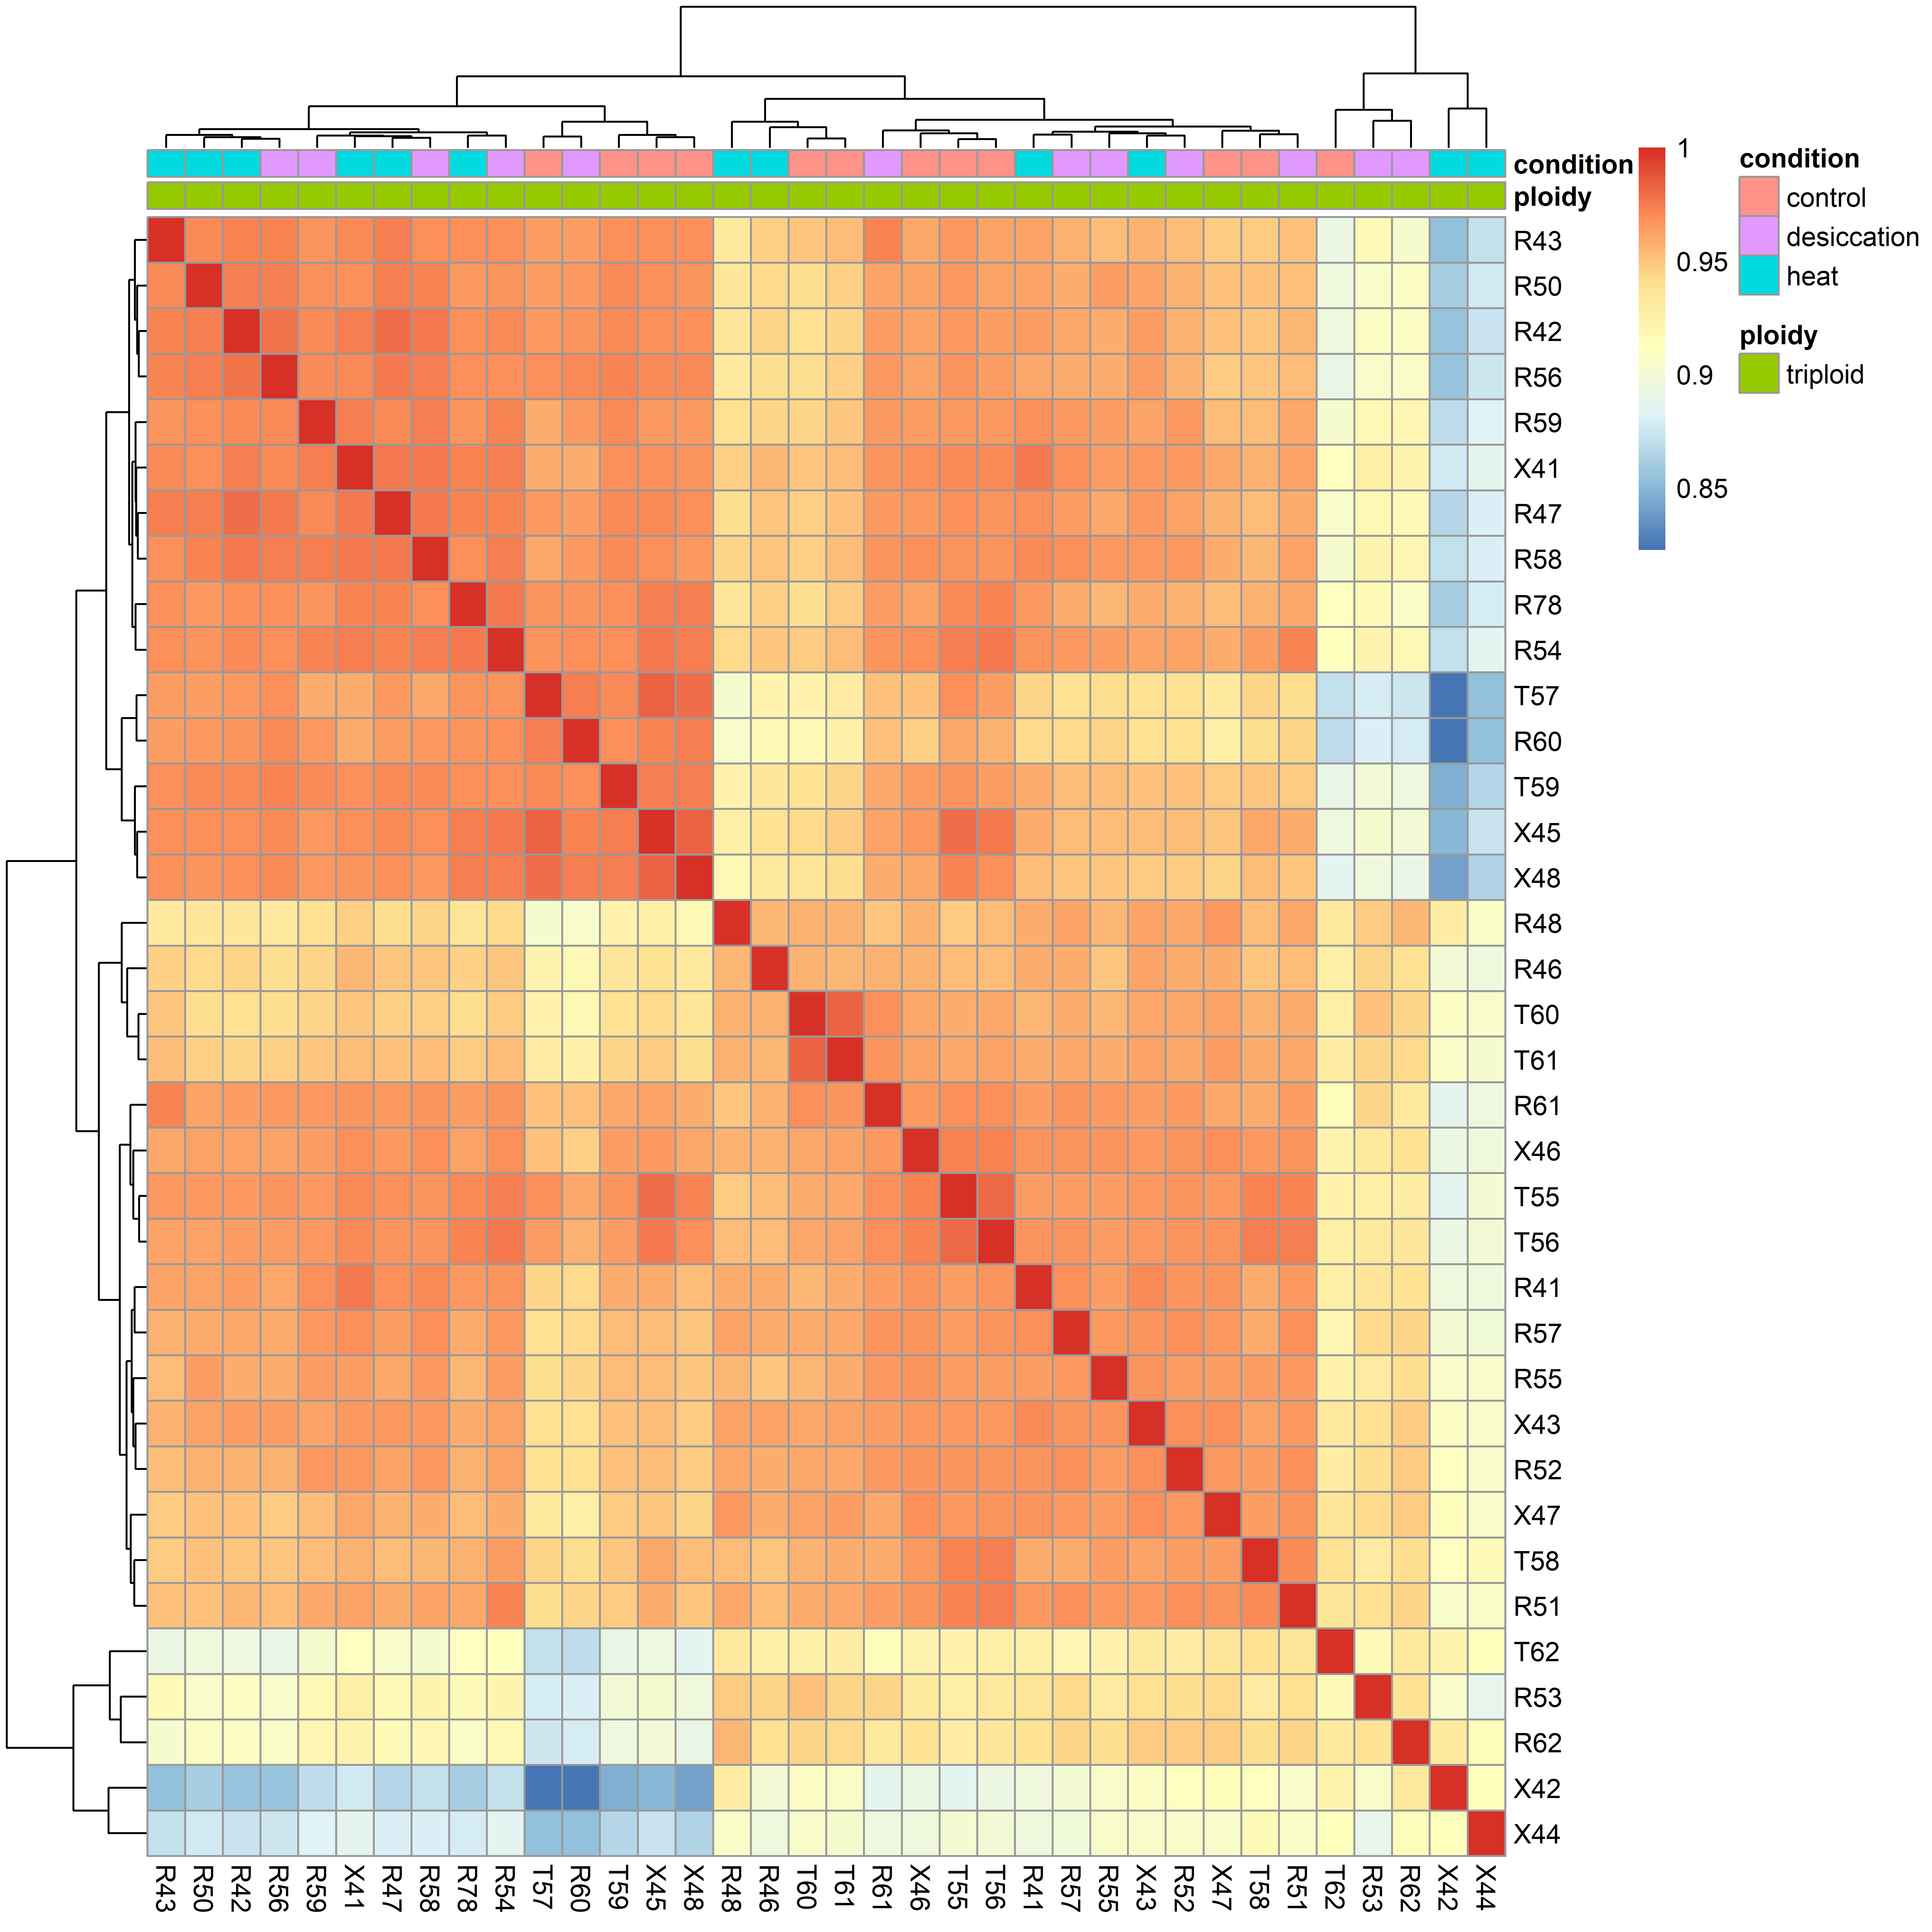 condition
ploidy
R43
R50
R42
R56
R59
X41
R47
R58
R78
R54
T57
R60
T59
X45
X48
R48
R46
T60
T61
R61
X46
T55
T56
R41
R57
R55
X43
R52
X47
T58
R51
T62
R53
R62
X42
X44
R43 R50 R42 R56 R59 X41 R47 R58 R78 R54 T57 R60 T59 X45 X48 R48 R46 T60 T61 R61 X46 T55 T56 R41 R57 R55 X43 R52 X47 T58 R51 T62 R53 R62 X42 X44
1
0.95
0.9
0.85
condition
control
desiccation
heat
ploidy
triploid